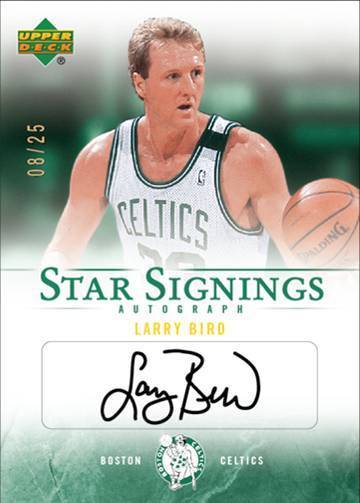 UPPER
DECK
®
08/25
CELTICS
SPALDING
STAR SIGNINGS
AUTOGRAPH
LARRY BIRD
Larry Bird
BOSTON CELTICS